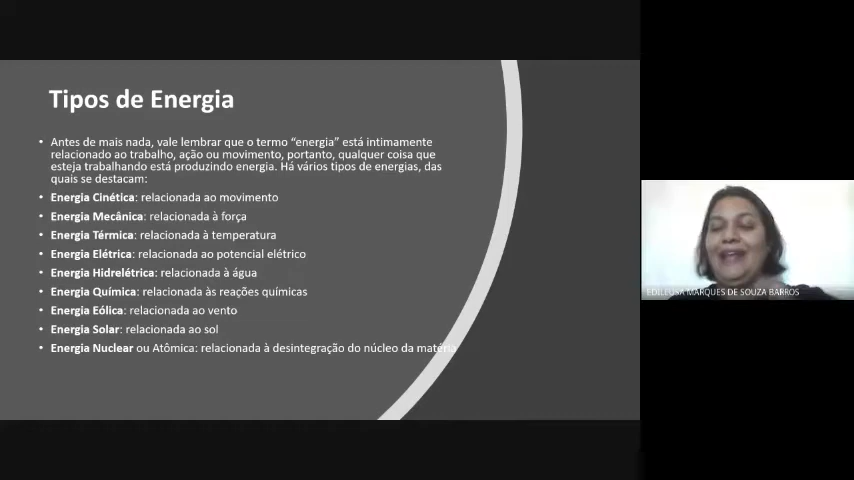 Tipos de Energia
• Antes de mais nada, vale lembrar que o termo “energia” está intimamente
relacionado ao trabalho, ação ou movimento, portanto, qualquer coisa que
esteja trabalhando está produzindo energia. Há vários tipos de energias, das
quais se destacam:
• Energia Cinética: relacionada ao movimento
• Energia Mecânica: relacionada à força
• Energia Térmica: relacionada à temperatura
• Energia Elétrica: relacionada ao potencial elétrico
• Energia Hidrelétrica: relacionada à água
• Energia Química: relacionada às reações químicas
• Energia Eólica: relacionada ao vento
• Energia Solar: relacionada ao sol
• Energia Nuclear ou Atômica: relacionada à desintegração do núcleo da matéria
EDILEUSA MARQUES DE SOUZA BARROS